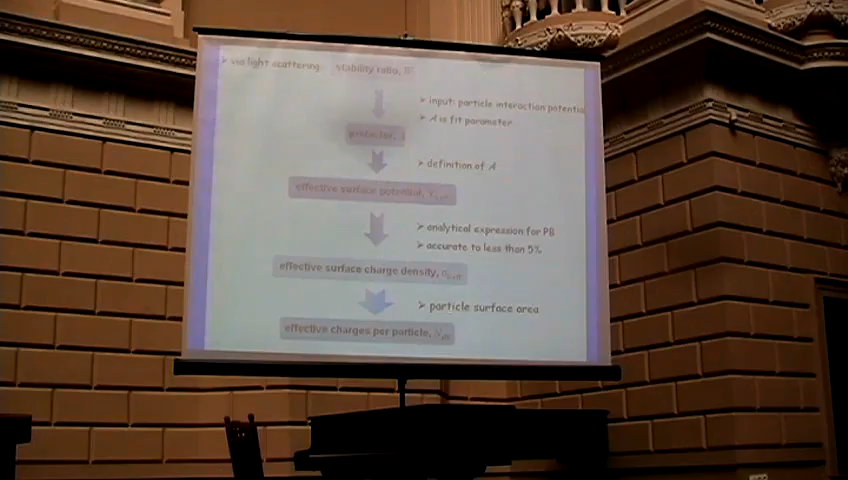 ➢ via light scattering: stability ratio, W
➢ input: particle interaction potentia
➢ A is fit parameter
➢ definition of A
effective surface potential,
➢ analytical expression for PB
➢ accurate to less than 5%
effective surface charge density,
➢ particle surface area
effective charges per particle, N